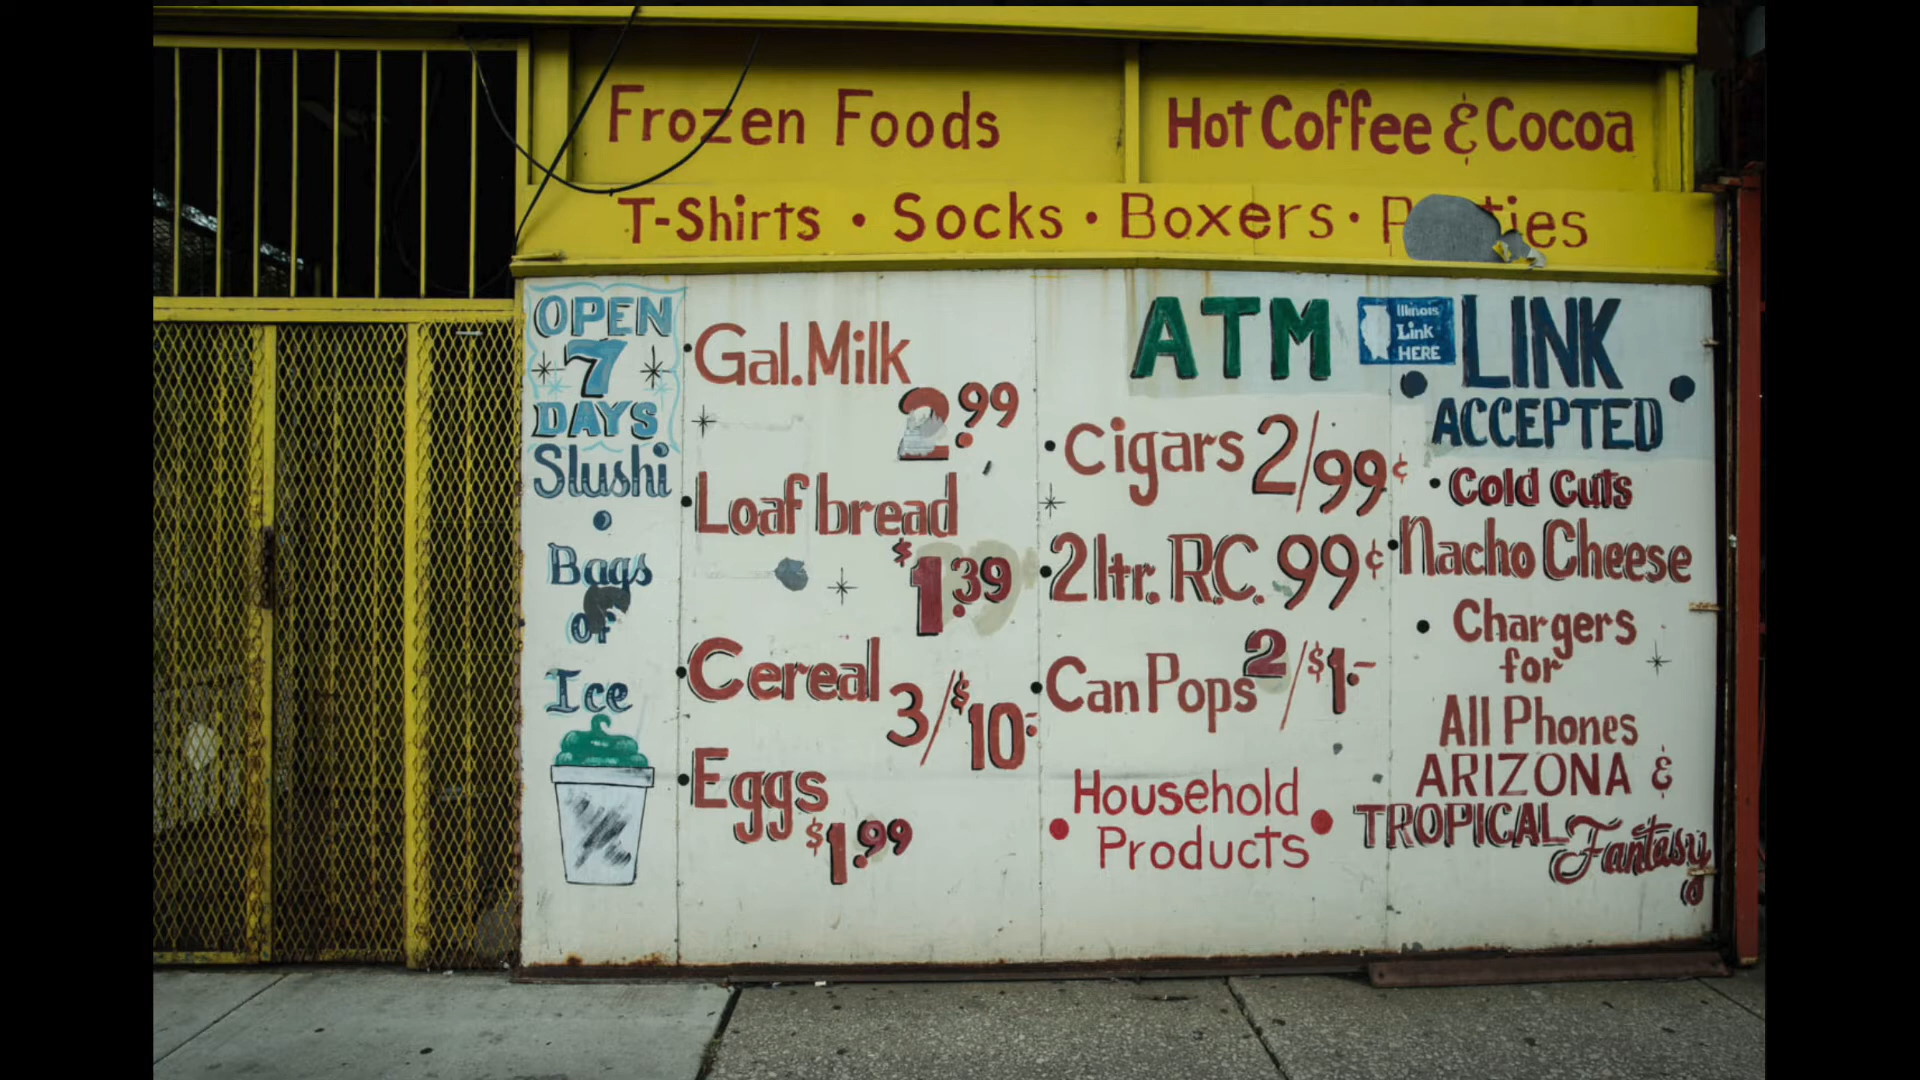 Frozen Foods
Hot Coffee & Cocoa
T-Shirts • Socks • Boxers •
OPEN
7
DAYS
Slushi
Bags
of
Ice
• Gal. Milk
2.99
• Loaf bread
$1.39
• Cereal
3/$10.-
• Eggs
$1.99
ATM
• Cigars 2/99¢
• 2 ltr. R.C. 99¢
• Can Pops 2/$1.-
• Household •
Products
Illinois
Link
HERE
• LINK •
ACCEPTED
• Cold Cuts
• Nacho Cheese
• Chargers
for
All Phones
ARIZONA &
TROPICAL Fantasy